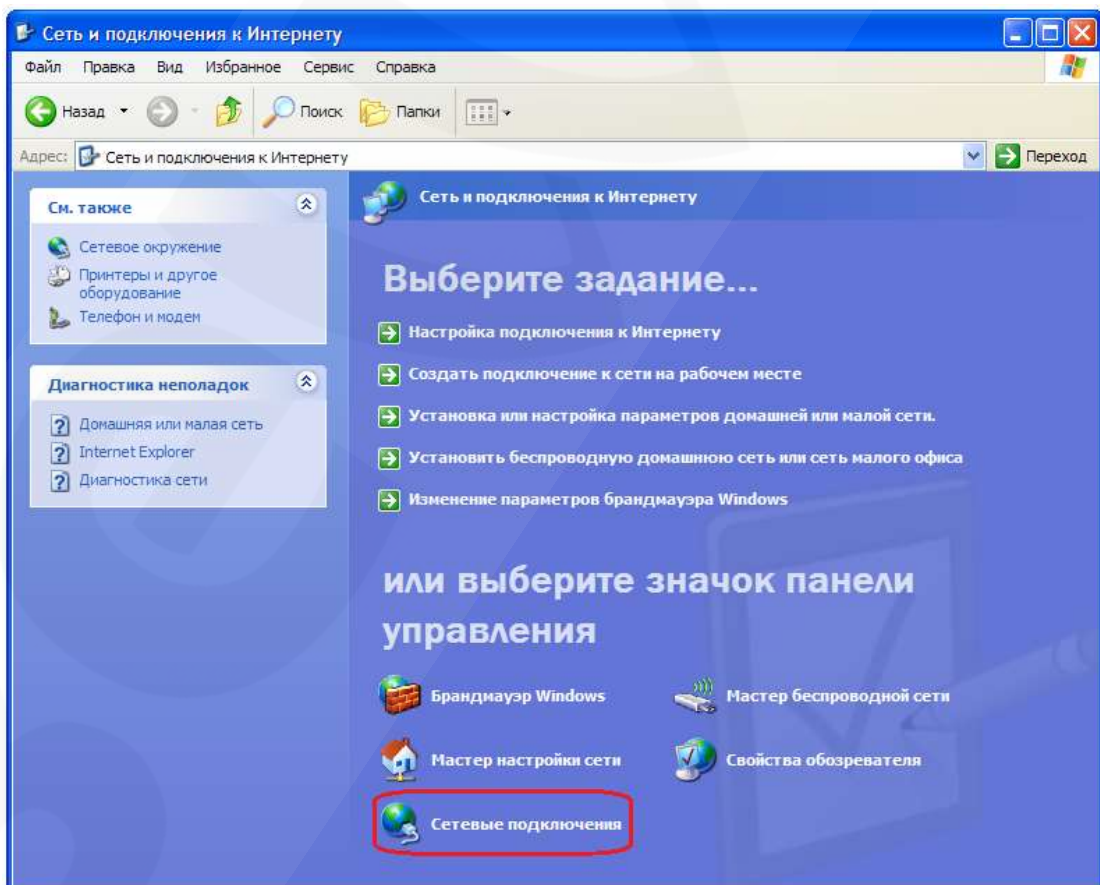 Сеть и подключения к Интернету
Файл Правка Вид Избранное Сервис Справка
Назад Поиск Папки
Адрес: Сеть и подключения к Интернету Переход
См. также
Сетевое окружение
Принтеры и другое
оборудование
Телефон и модем
Диагностика неполадок
Домашняя или малая сеть
Internet Explorer
Диагностика сети
Сеть и подключения к Интернету
Выберите задание...
Настройка подключения к Интернету
Создать подключение к сети на рабочем месте
Установка или настройка параметров домашней или малой сети.
Установить беспроводную домашнюю сеть или сеть малого офиса
Изменение параметров брандмауэра Windows
или выберите значок панели
управления
Брандмауэр Windows Мастер беспроводной сети
Мастер настройки сети Свойства обозревателя
Сетевые подключения